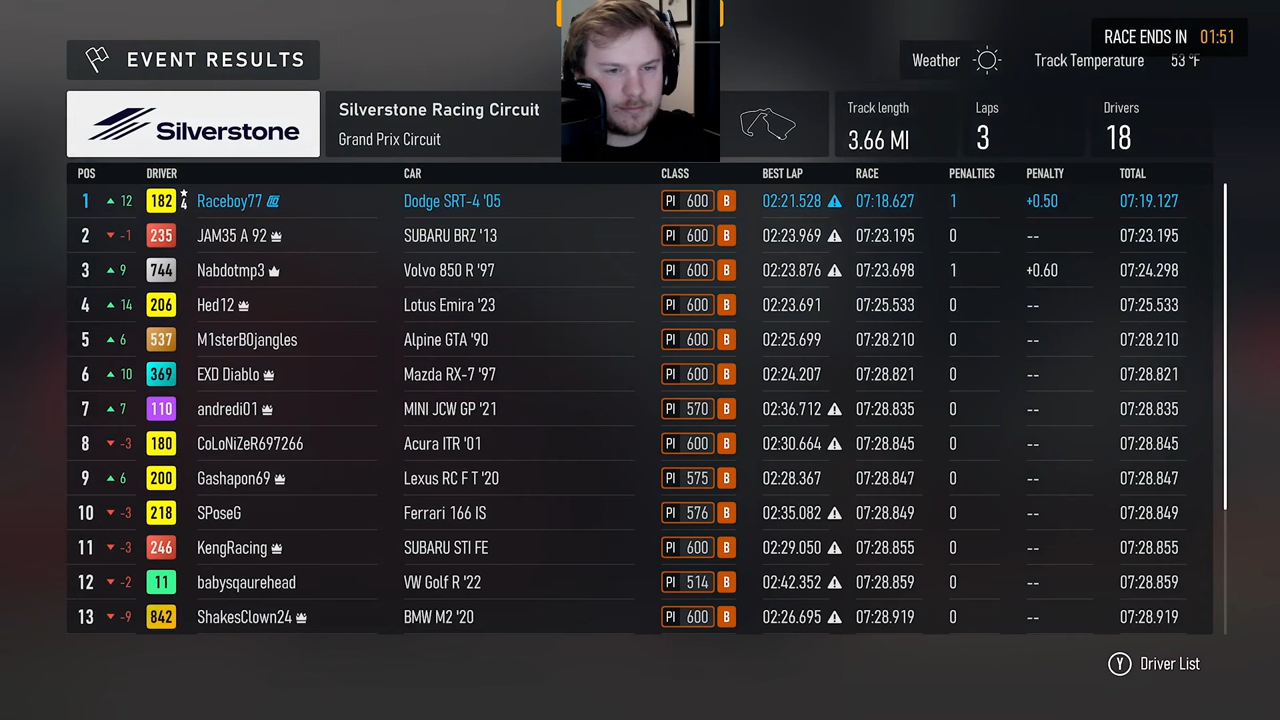 RACE ENDS IN 01:51
EVENT RESULTS
Weather
Track Temperature 53 °F
Silverstone
Silverstone Racing Circuit
Grand Prix Circuit
Track length
3.66 MI
Laps
3
Drivers
18
POS DRIVER CAR CLASS BEST LAP RACE PENALTIES PENALTY TOTAL
1 12 182 4 Raceboy77 Dodge SRT-4 '05 PI 600 B 02:21.528 07:18.627 1 +0.50 07:19.127
2 -1 235 JAM35 A 92 SUBARU BRZ '13 PI 600 B 02:23.969 07:23.195 0 -- 07:23.195
3 9 744 Nabdotmp3 Volvo 850 R '97 PI 600 B 02:23.876 07:23.698 1 +0.60 07:24.298
4 14 206 Hed12 Lotus Emira '23 PI 600 B 02:23.691 07:25.533 0 -- 07:25.533
5 6 537 M1sterB0jangles Alpine GTA '90 PI 600 B 02:25.699 07:28.210 0 -- 07:28.210
6 10 369 EXD Diablo Mazda RX-7 '97 PI 600 B 02:24.207 07:28.821 0 -- 07:28.821
7 7 110 andredi01 MINI JCW GP '21 PI 570 B 02:36.712 07:28.835 0 -- 07:28.835
8 -3 180 CoLoNiZeR697266 Acura ITR '01 PI 600 B 02:30.664 07:28.845 0 -- 07:28.845
9 6 200 Gashapon69 Lexus RC F T '20 PI 575 B 02:28.367 07:28.847 0 -- 07:28.847
10 -3 218 SPoseG Ferrari 166 IS PI 576 B 02:35.082 07:28.849 0 -- 07:28.849
11 -3 246 KengRacing SUBARU STI FE PI 600 B 02:29.050 07:28.855 0 -- 07:28.855
12 -2 11 babysqaurehead VW Golf R '22 PI 514 B 02:42.352 07:28.859 0 -- 07:28.859
13 -9 842 ShakesClown24 BMW M2 '20 PI 600 B 02:26.695 07:28.919 0 -- 07:28.919
Y Driver List